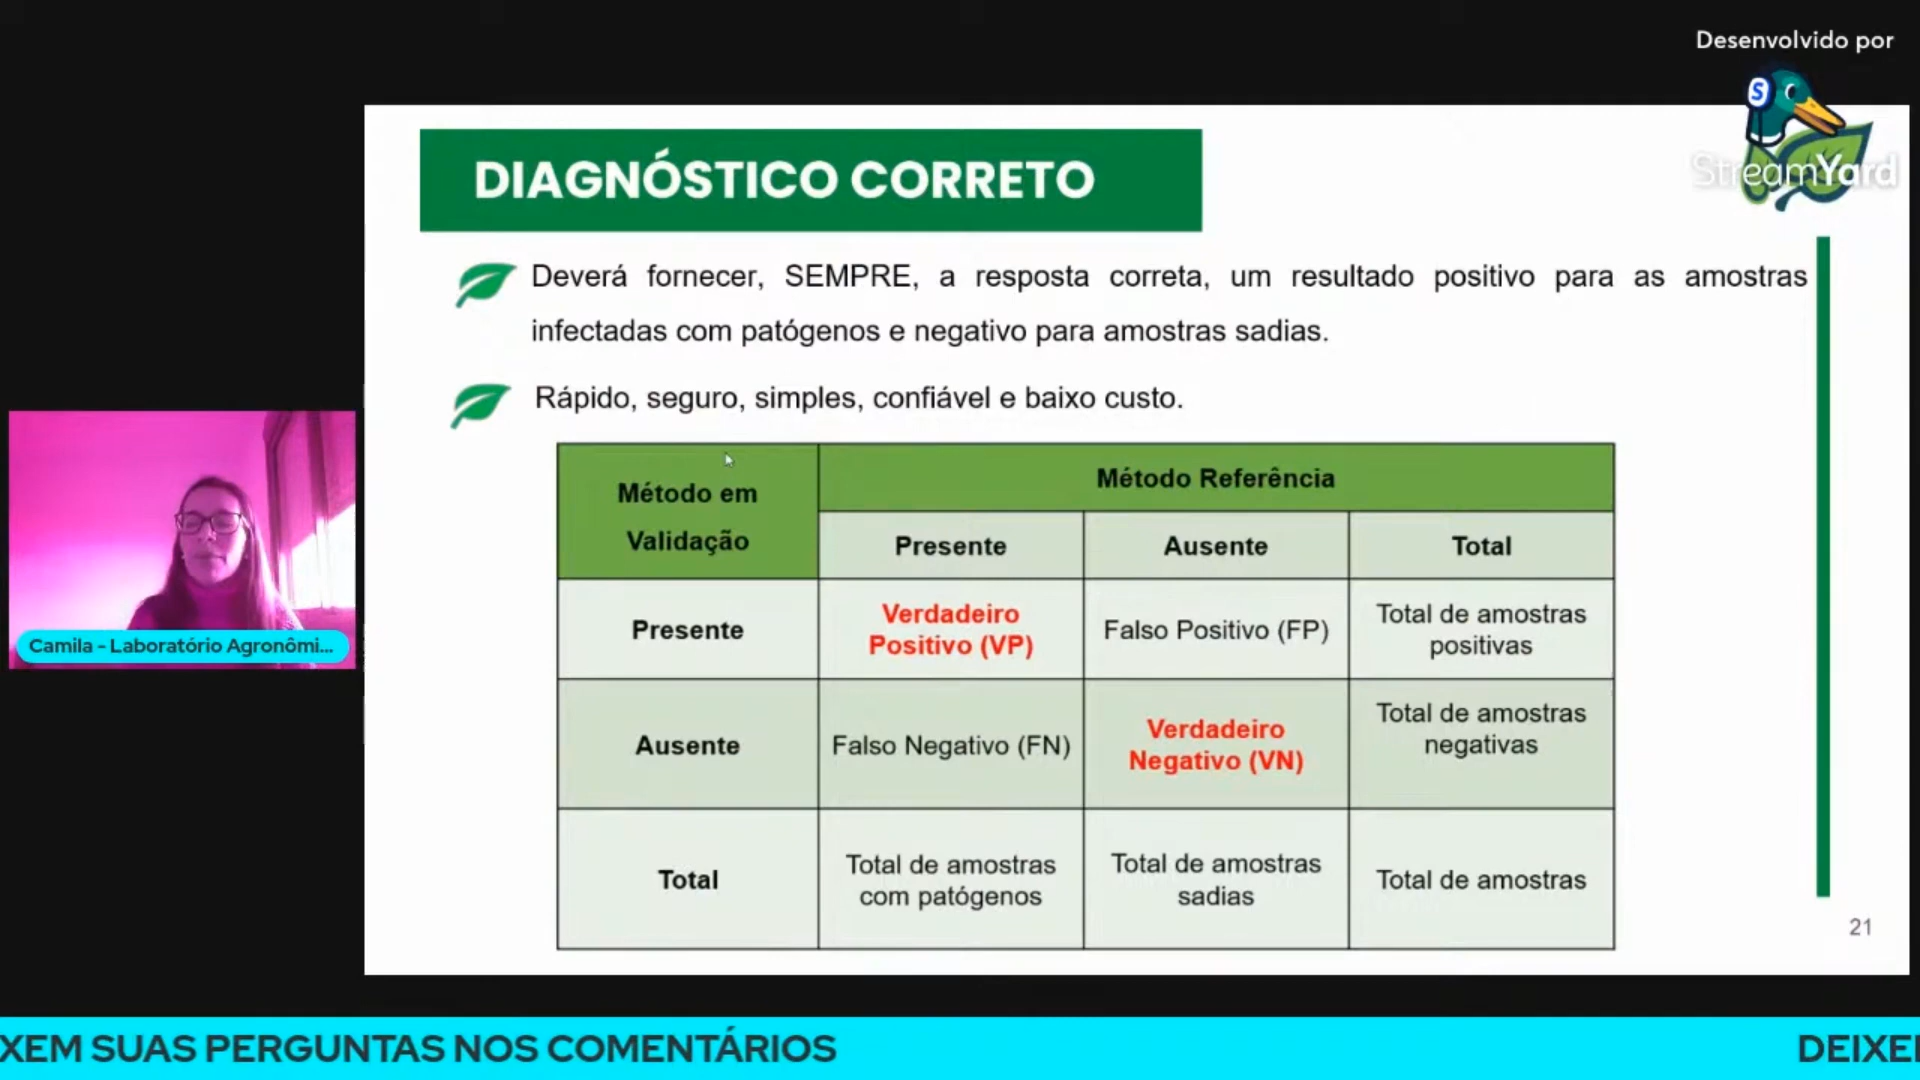 Desenvolvido por
StreamYard
DIAGNÓSTICO CORRETO
Deverá fornecer, SEMPRE, a resposta correta, um resultado positivo para as amostras
infectadas com patógenos e negativo para amostras sadias.
Rápido, seguro, simples, confiável e baixo custo.
Método em
Validação
Método Referência
Presente
Ausente
Total
Presente
Verdadeiro
Positivo (VP)
Falso Positivo (FP)
Total de amostras
positivas
Ausente
Falso Negativo (FN)
Verdadeiro
Negativo (VN)
Total de amostras
negativas
Total
Total de amostras
com patógenos
Total de amostras
sadias
Total de amostras
21
Camila - Laboratório Agronômi...
XEM SUAS PERGUNTAS NOS COMENTÁRIOS
DEIXE